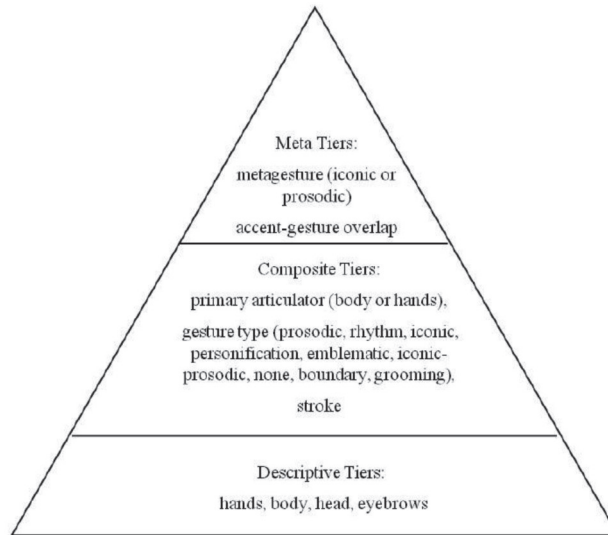 Meta Tiers:
metagesture (iconic or
prosodic)
accent-gesture overlap
Composite Tiers:
primary articulator (body or hands),
gesture type (prosodic, rhythm, iconic,
personification, emblematic, iconic-
prosodic, none, boundary, grooming),
stroke
Descriptive Tiers:
hands, body, head, eyebrows